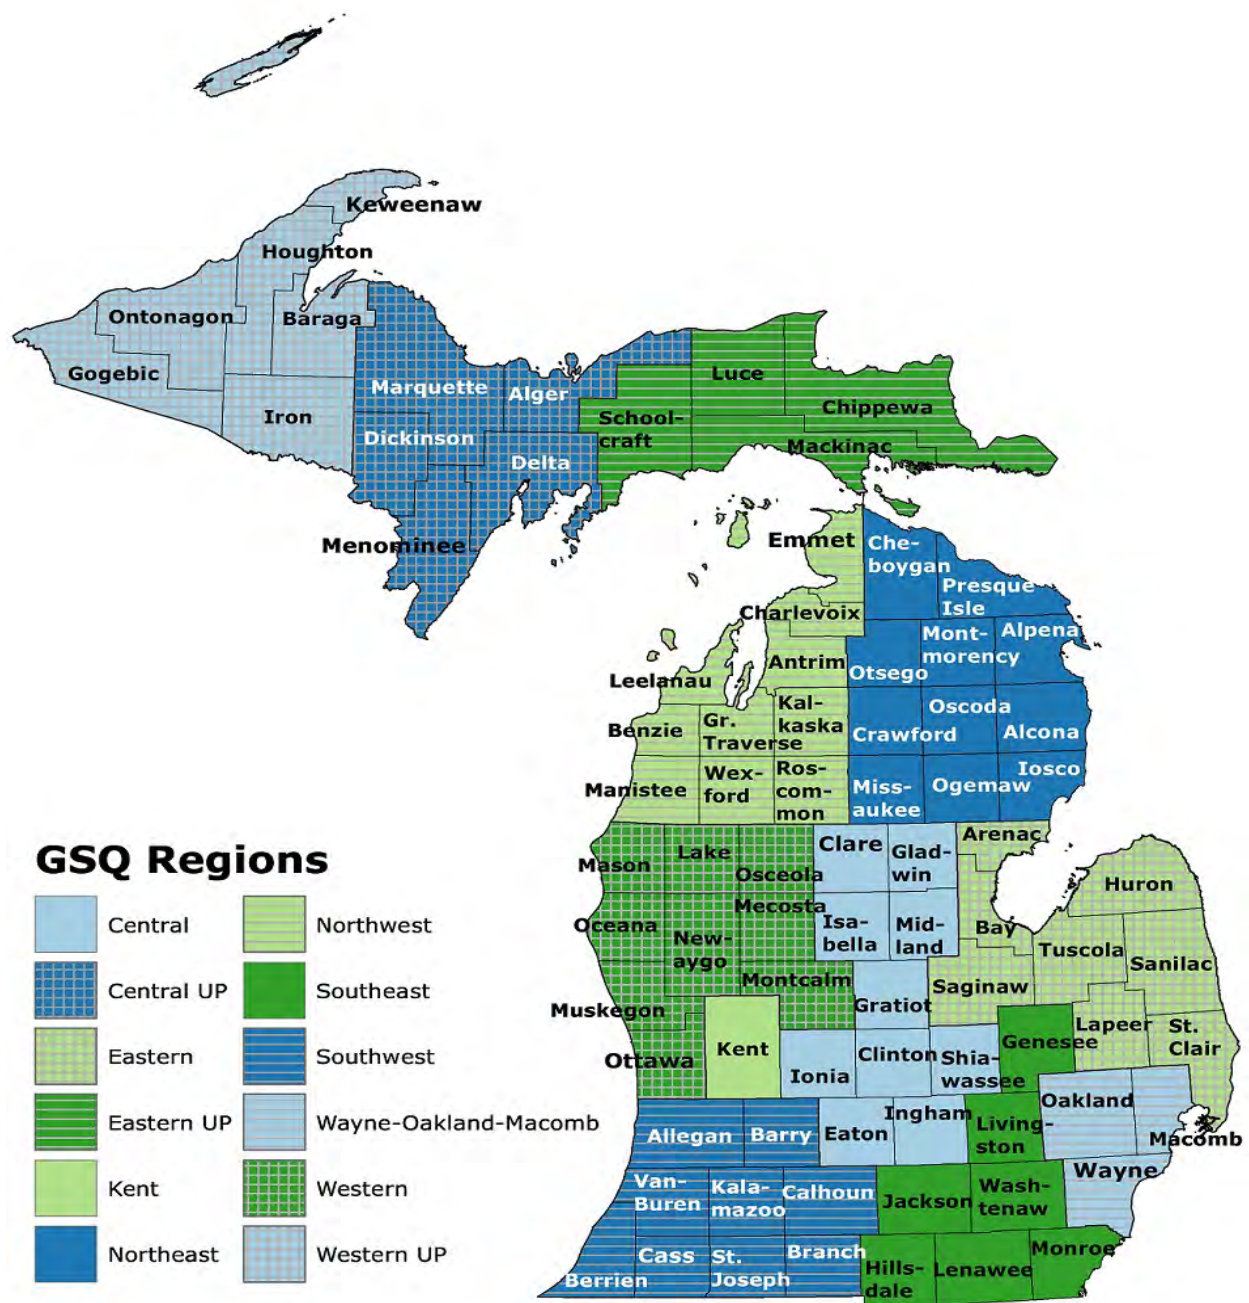 Keweenaw
Houghton
Ontonagon
Baraga
Gogebic
Iron
Marquette
Alger
Luce
Chippewa
School-
craft
Dickinson
Mackinac
Delta
Menominee
Emmet
Che-
boygan
Presque
Isle
Charlevoix
Mont-
morency
Alpena
Antrim
Otsego
Leelanau
Kal-
kaska
Gr.
Traverse
Benzie
Crawford
Oscoda
Alcona
Manistee
Wex-
ford
Ros-
com-
mon
Miss-
aukee
Ogemaw
Iosco
Mason
Lake
Osceola
Clare
Glad-
win
Arenac
Huron
Oceana
New-
aygo
Mecosta
Isa-
bella
Mid-
land
Bay
Tuscola
Sanilac
Muskegon
Montcalm
Gratiot
Saginaw
Ottawa
Kent
Ionia
Clinton
Shia-
wassee
Genesee
Lapeer
St.
Clair
Allegan
Barry
Eaton
Ingham
Living-
ston
Oakland
Macomb
Van-
Buren
Kala-
mazoo
Calhoun
Jackson
Wash-
tenaw
Wayne
Berrien
Cass
St.
Joseph
Branch
Hills-
dale
Lenawee
Monroe
GSQ Regions
Central
Central UP
Eastern
Eastern UP
Kent
Northeast
Northwest
Southeast
Southwest
Wayne-Oakland-Macomb
Western
Western UP